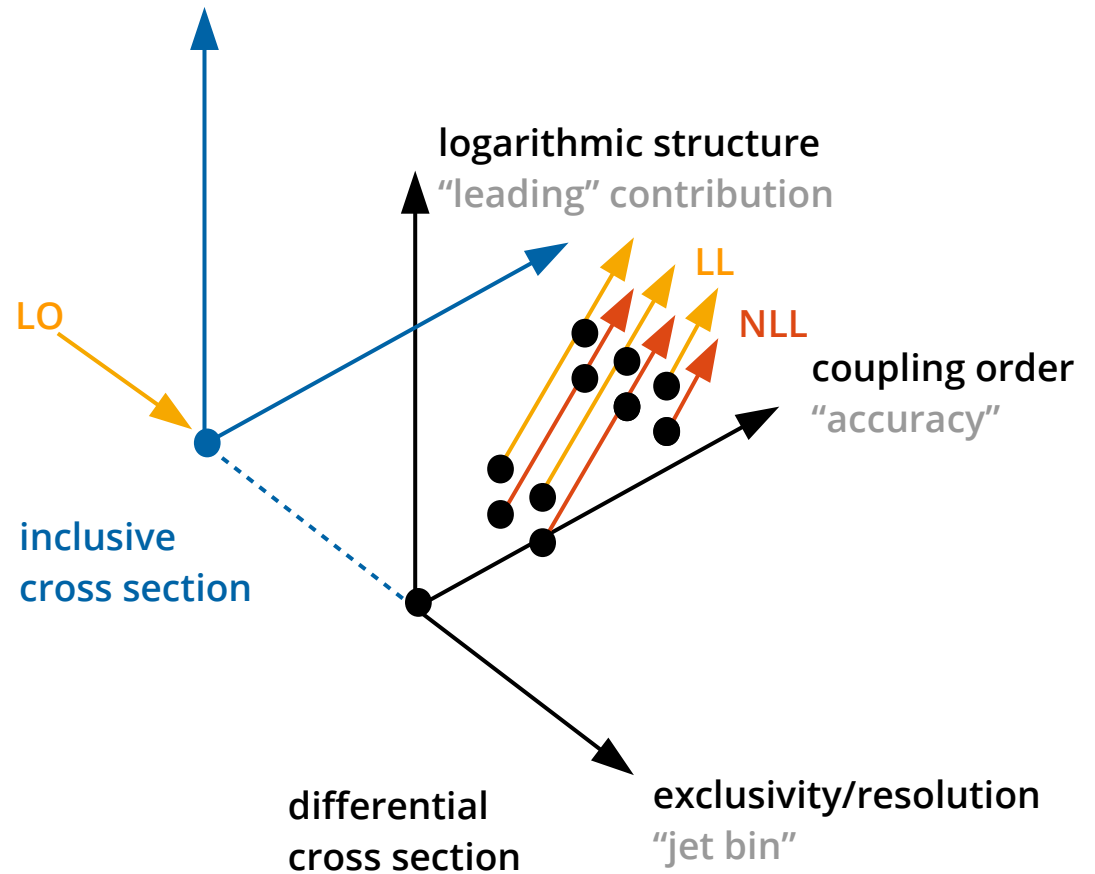 logarithmic structure
“leading” contribution
LL
LO
NLL
coupling order
“accuracy”
inclusive
cross section
exclusivity/resolution
“jet bin”
differential
cross section